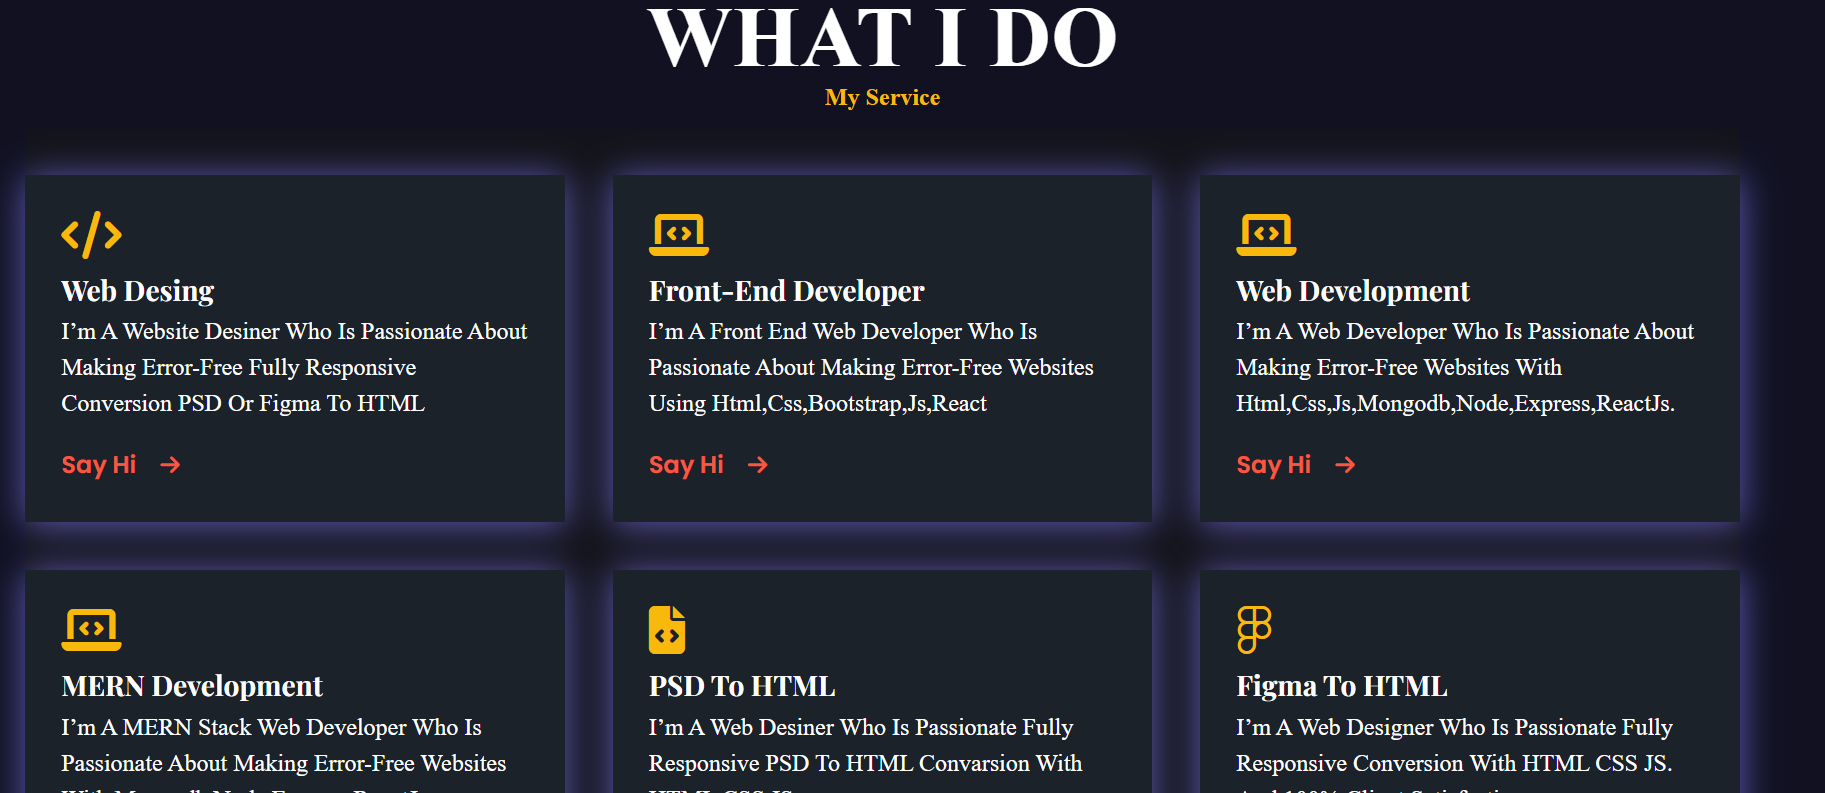 WHAT I DO
My Service
Web Desing
I’m A Website Desiner Who Is Passionate About
Making Error-Free Fully Responsive
Conversion PSD Or Figma To HTML
Say Hi
Front-End Developer
I’m A Front End Web Developer Who Is
Passionate About Making Error-Free Websites
Using Html,Css,Bootstrap,Js,React
Say Hi
Web Development
I’m A Web Developer Who Is Passionate About
Making Error-Free Websites With
Html,Css,Js,Mongodb,Node,Express,ReactJs.
Say Hi
MERN Development
I’m A MERN Stack Web Developer Who Is
Passionate About Making Error-Free Websites
PSD To HTML
I’m A Web Desiner Who Is Passionate Fully
Responsive PSD To HTML Convarsion With
Figma To HTML
I’m A Web Designer Who Is Passionate Fully
Responsive Conversion With HTML CSS JS.